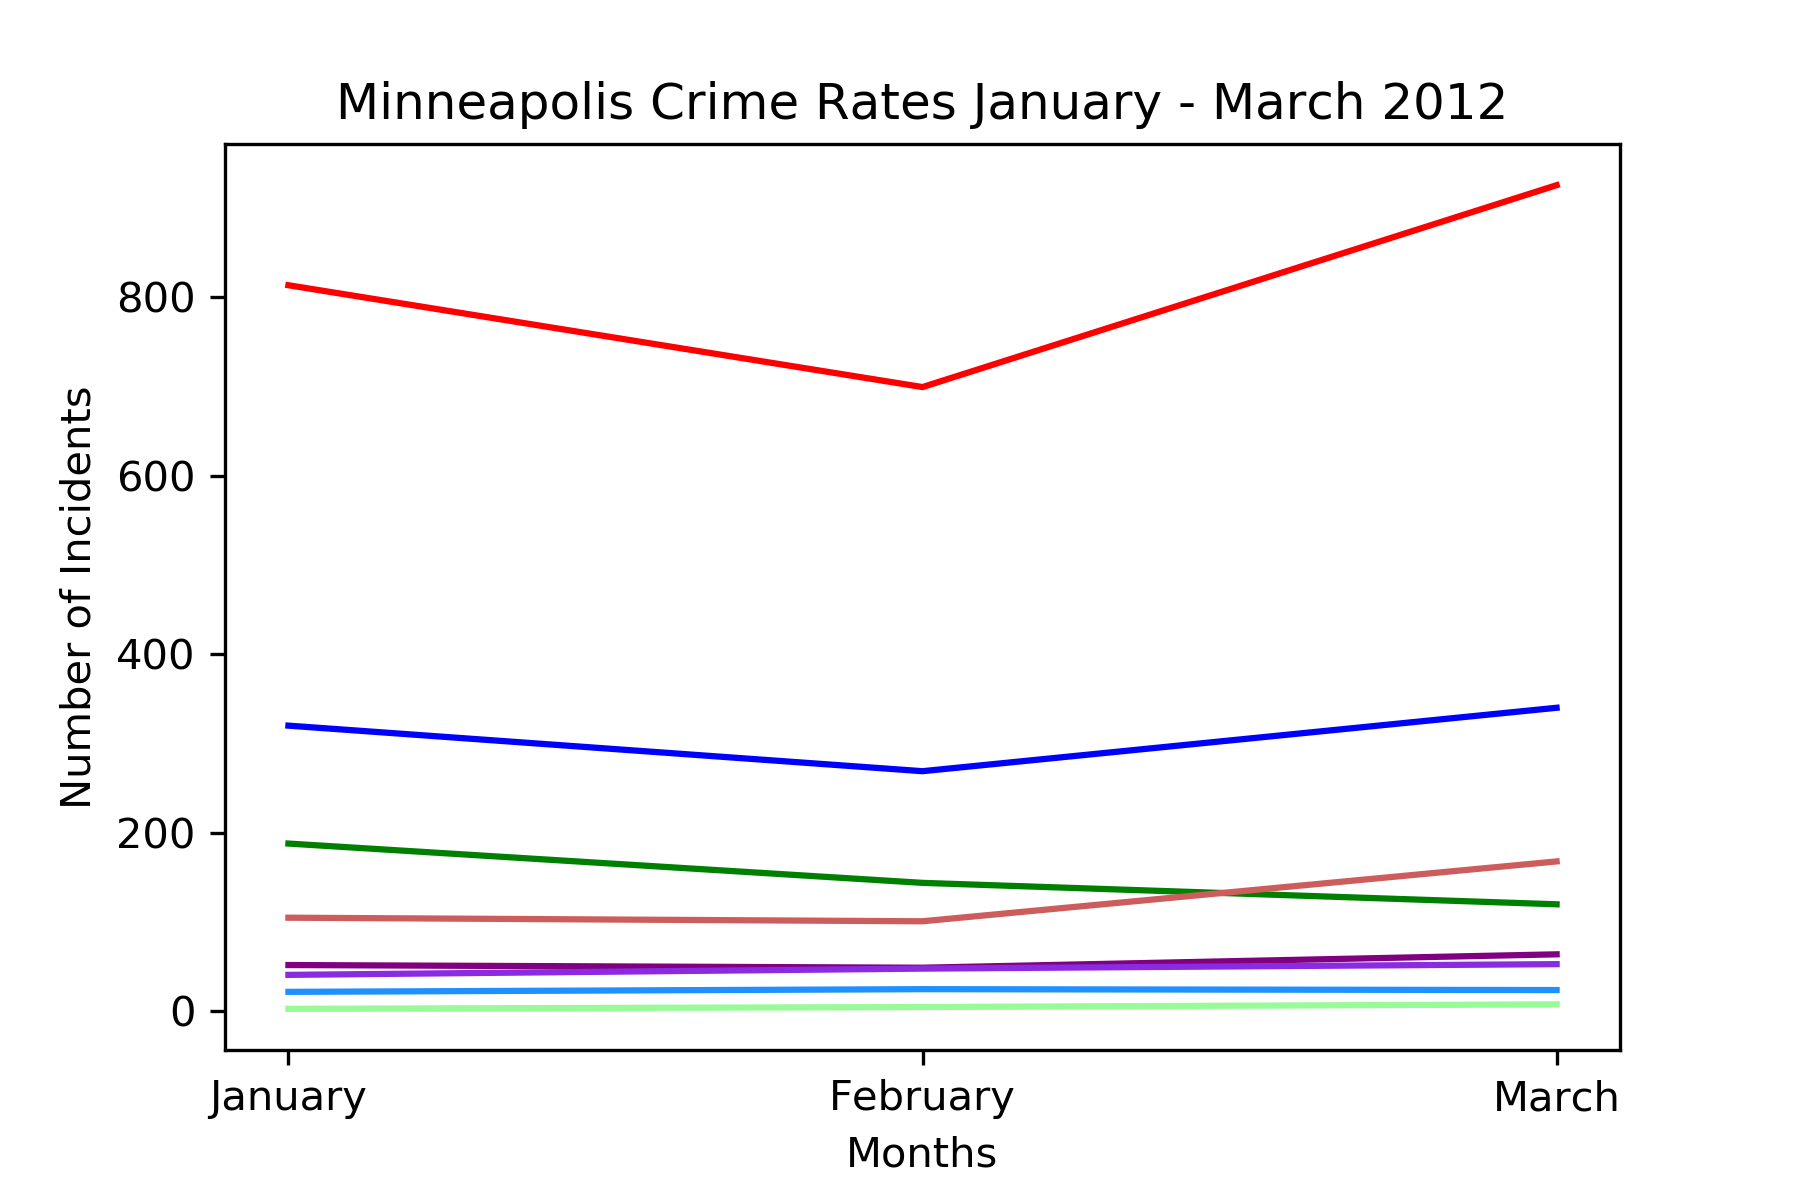 Minneapolis Crime Rates January - March 2012
Number of Incidents
800
600
400
200
0
January February March
Months